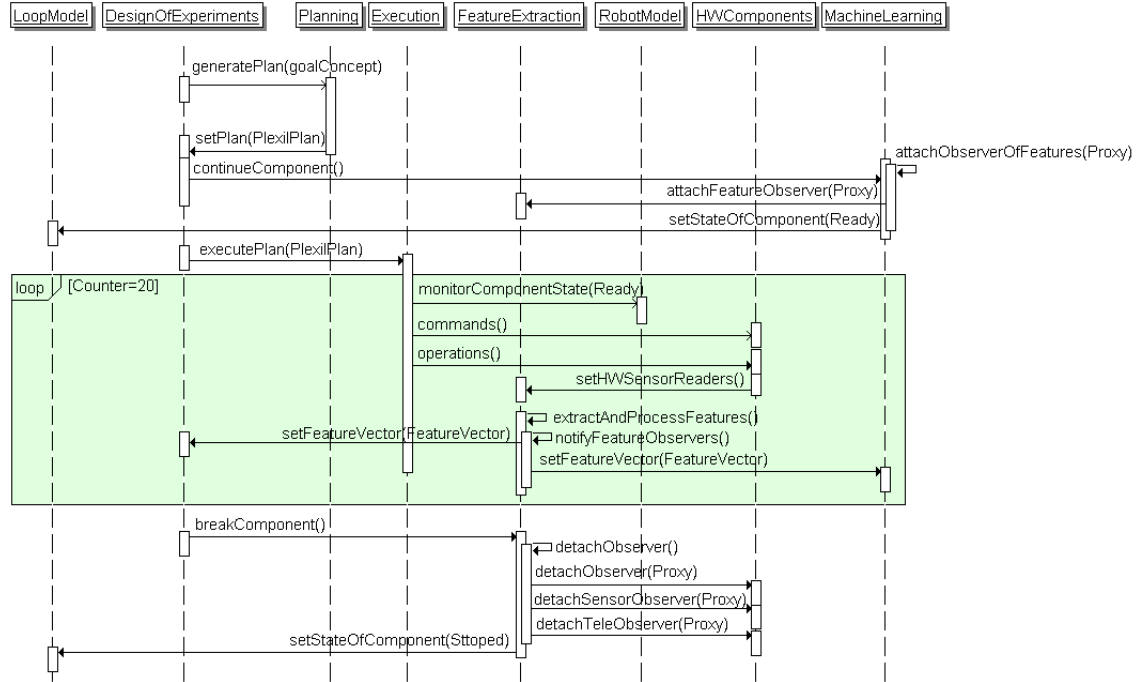 LoopModel
DesignOfExperiments
Planning
Execution
FeatureExtraction
RobotModel
HWComponents
MachineLearning
generatePlan(goalConcept)
setPlan(PlexilPlan)
continueComponent()
attachObserverOfFeatures(Proxy)
attachFeatureObserver(Proxy)
setStateOfComponent(Ready)
executePlan(PlexilPlan)
loop
[Counter=20]
monitorComponentState(Ready)
commands()
operations()
setHWSensorReaders()
extractAndProcessFeatures()
setFeatureVector(FeatureVector)
notifyFeatureObservers()
setFeatureVector(FeatureVector)
breakComponent()
detachObserver()
detachObserver(Proxy)
detachSensorObserver(Proxy)
detachTeleObserver(Proxy)
setStateOfComponent(Sttoped)